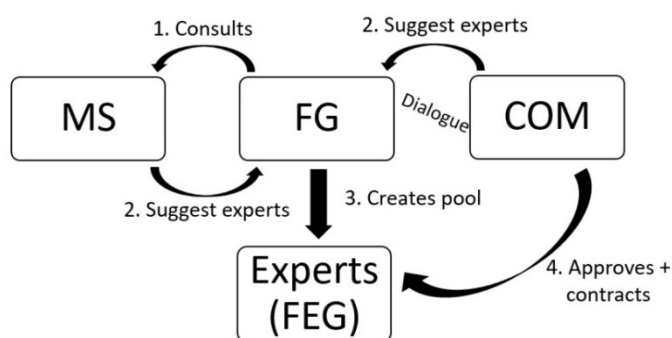 1. Consults
2. Suggest experts
MS
FG
Dialogue
COM
2. Suggest experts
3. Creates pool
Experts
(FEG)
4. Approves +
contracts